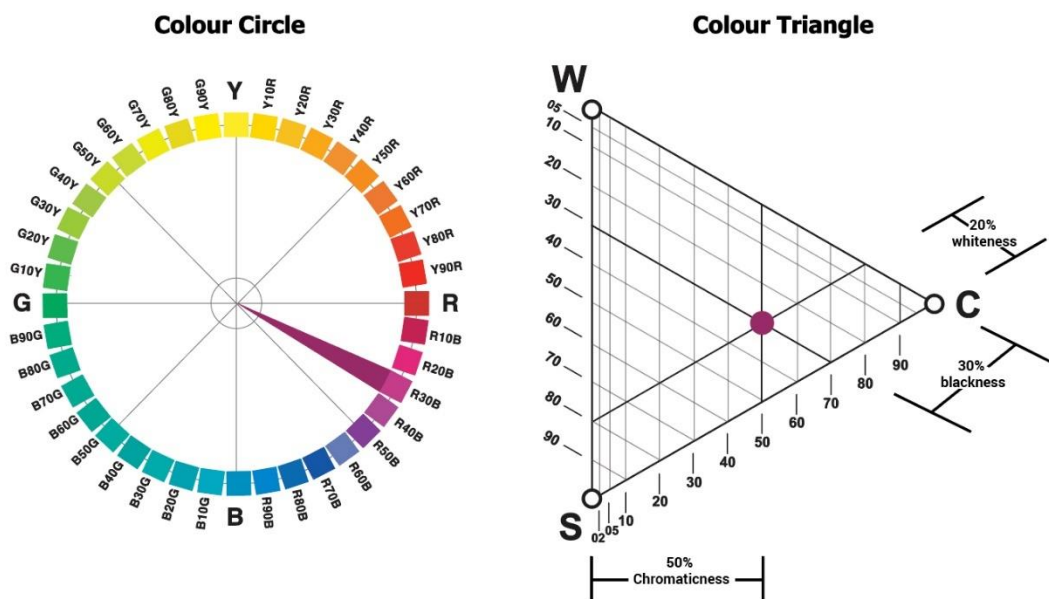 Colour Circle
Y
Y10R
Y20R
Y30R
Y40R
Y50R
Y60R
Y70R
Y80R
Y90R
R
R10B
R20B
R30B
R40B
R50B
R60B
R70B
R80B
R90B
B
B10G
B20G
B30G
B40G
B50G
B60G
B70G
B80G
B90G
G
G10Y
G20Y
G30Y
G40Y
G50Y
G60Y
G70Y
G80Y
G90Y
Colour Triangle
W
05
10
20
30
40
50
60
70
80
90
S
02
05
10
20
30
40
50
60
70
80
90
C
20%
whiteness
30%
blackness
50%
Chromaticness